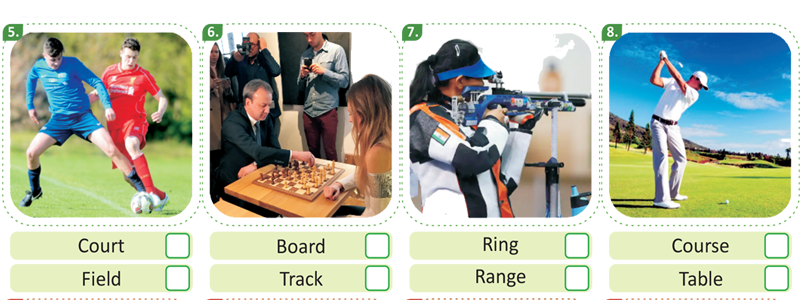 5.
6.
7.
8.
Court
Board
Ring
Course
Field
Track
Range
Table